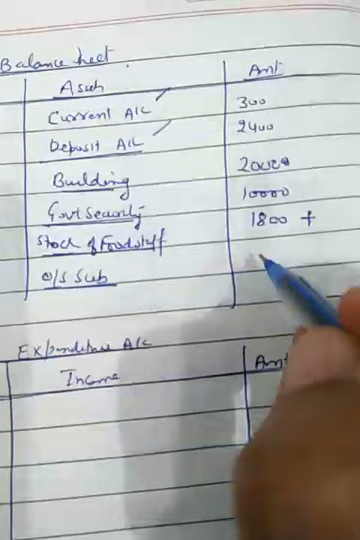 Balance heet.
Assets Amt
Current A/C 300
Deposit A/C 2400
Building 20000
Govt Security 10000
Stock of Foodstuff 1800 +
O/S Sub
Expenditure A/C
Income Amt